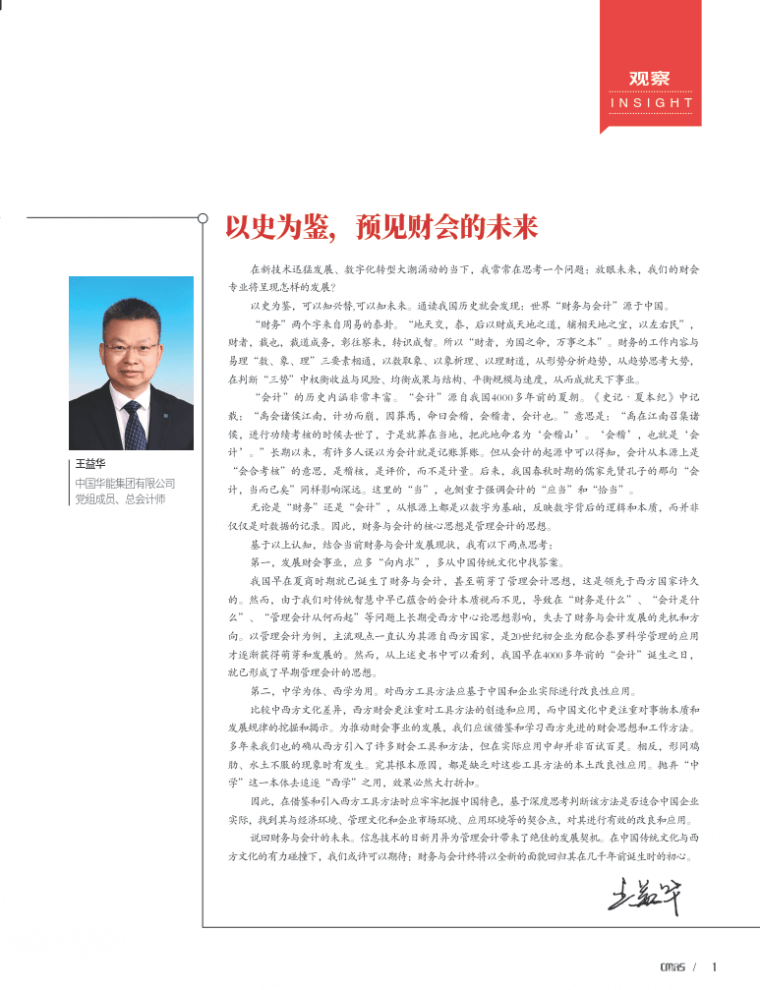 观察
INSIGHT
以史为鉴，预见财会的未来
在新技术迅猛发展、数字化转型大潮涌动的当下，我常常在思考一个问题：放眼未来，我们的财会
专业将呈现怎样的发展？
以史为鉴，可以知兴替,可以知未来。通读我国历史就会发现：世界“财务与会计”源于中国。
“财务”两个字来自周易的泰卦。“地天交，泰，后以财成天地之道，辅相天地之宜，以左右民”，
财者，裁也，裁道成务，彰往察来，转识成智。所以“财者，为国之命，万事之本”。财务的工作内容与
易理“数、象、理”三要素相通，以数取象、以象析理、以理财道，从形势分析趋势，从趋势思考大势，
在判断“三势”中权衡收益与风险、均衡成果与结构、平衡规模与速度，从而成就天下事业。
“会计”的历史内涵非常丰富。“会计”源自我国4000多年前的夏朝。《史记·夏本纪》中记
载：“禹会诸侯江南，计功而崩，因葬焉，命曰会稽，会稽者，会计也。”意思是：“禹在江南召集诸
侯，进行功绩考核的时候去世了，于是就葬在当地，把此地命名为‘会稽山’。‘会稽’，也就是‘会
计’。”长期以来，有许多人误以为会计就是记账算账。但从会计的起源中可以得知，会计从本源上是
“会会考核”的意思，是稽核，是评价，而不是计量。后来，我国春秋时期的儒家先贤孔子的那句“会
计，当而已矣”同样影响深远。这里的“当”，也侧重于强调会计的“应当”和“恰当”。
无论是“财务”还是“会计”，从根源上都是以数字为基础，反映数字背后的逻辑和本质，而并非
仅仅是对数据的记录。因此，财务与会计的核心思想是管理会计的思想。
基于以上认知，结合当前财务与会计发展现状，我有以下两点思考：
第一，发展财会事业，应多“向内求”，多从中国传统文化中找答案。
我国早在夏商时期就已诞生了财务与会计，甚至萌芽了管理会计思想，这是领先于西方国家许久
的。然而，由于我们对传统智慧中早已蕴含的会计本质视而不见，导致在“财务是什么”、“会计是什
么”、“管理会计从何而起”等问题上长期受西方中心论思想影响，失去了财务与会计发展的先机和方
向。以管理会计为例，主流观点一直认为其源自西方国家，是20世纪初企业为配合泰罗科学管理的应用
才逐渐获得萌芽和发展的。然而，从上述史书中可以看到，我国早在4000多年前的“会计”诞生之日，
就已形成了早期管理会计的思想。
第二，中学为体、西学为用。对西方工具方法应基于中国和企业实际进行改良性应用。
比较中西方文化差异，西方财会更注重对工具方法的创造和应用，而中国文化中更注重对事物本质和
发展规律的挖掘和揭示。为推动财会事业的发展，我们应该借鉴和学习西方先进的财会思想和工作方法。
多年来我们也的确从西方引入了许多财会工具和方法，但在实际应用中却并非百试百灵。相反，形同鸡
肋、水土不服的现象时有发生。究其根本原因，都是缺乏对这些工具方法的本土改良性应用。抛弃“中
学”这一本体去追逐“西学”之用，效果必然大打折扣。
因此，在借鉴和引入西方工具方法时应牢牢把握中国特色，基于深度思考判断该方法是否适合中国企业
实际，找到其与经济环境、管理文化和企业市场环境、应用环境等的契合点，对其进行有效的改良和应用。
说回财务与会计的未来。信息技术的日新月异为管理会计带来了绝佳的发展契机。在中国传统文化与西
方文化的有力碰撞下，我们或许可以期待：财务与会计终将以全新的面貌回归其在几千年前诞生时的初心。
王益华
王益华
中国华能集团有限公司
党组成员、总会计师
CMAS / 1